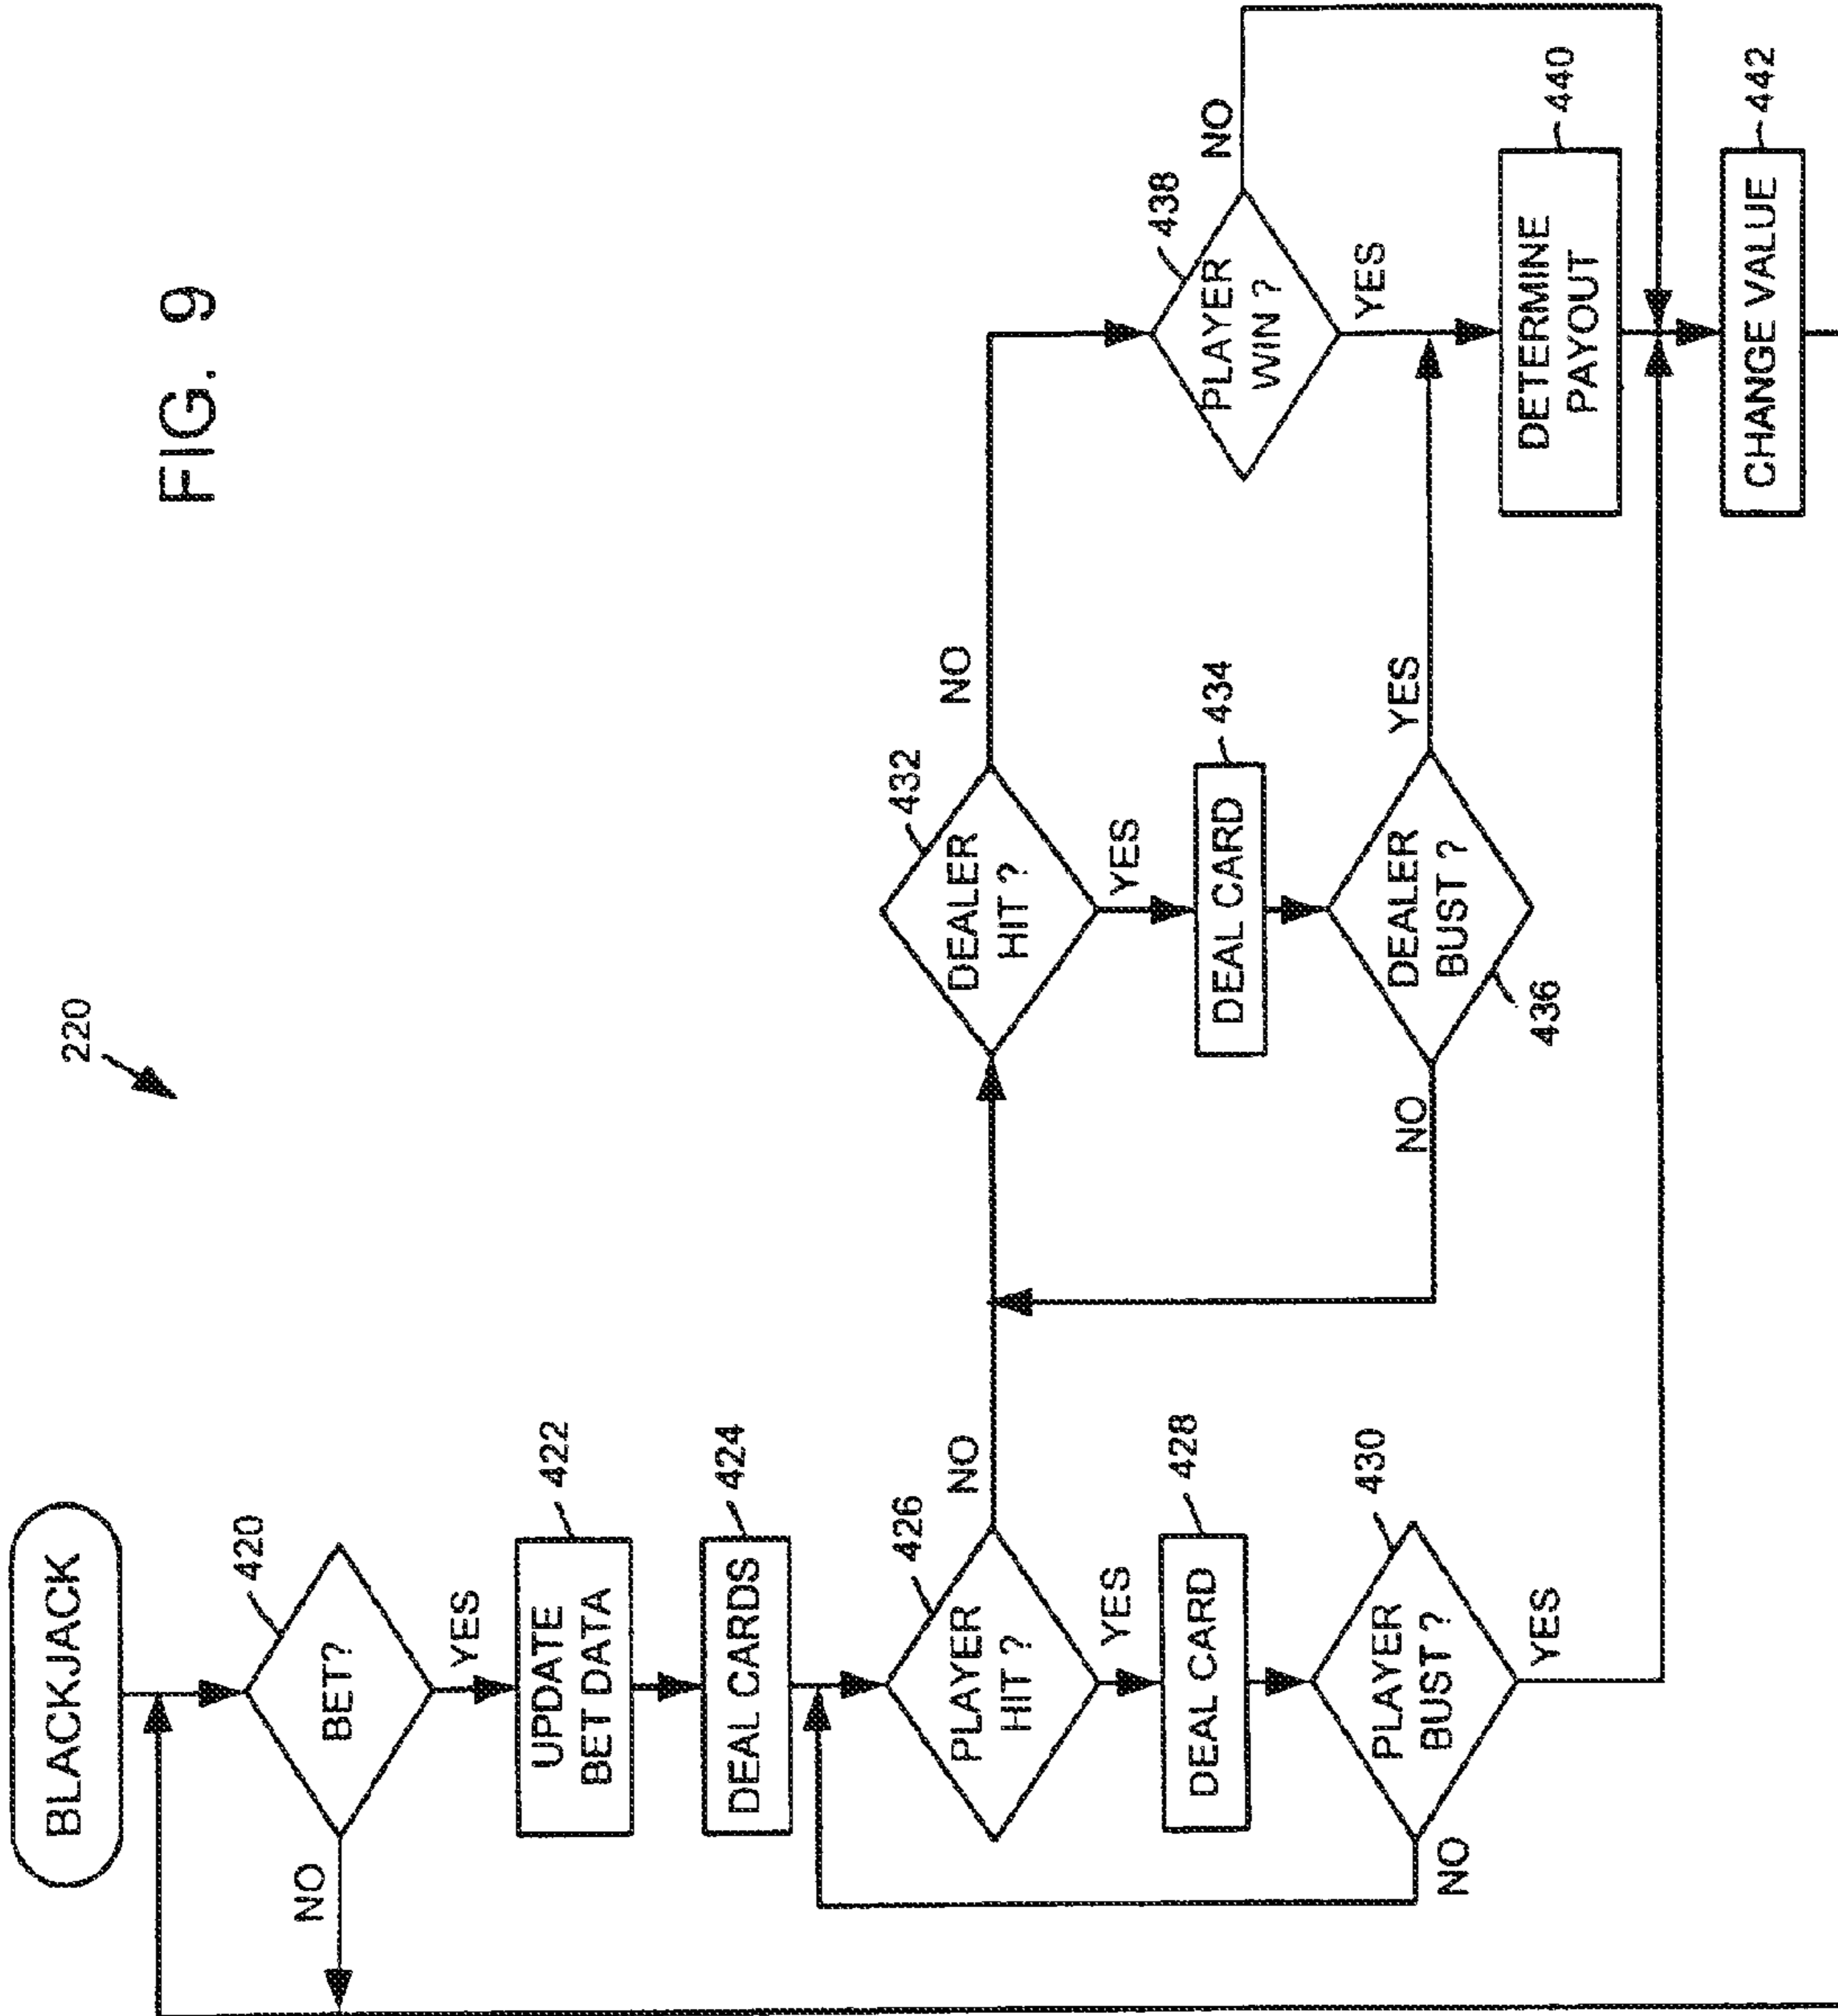 FIG. 9
220
BLACKJACK
420
BET?
NO
YES
422
UPDATE
BET DATA
424
DEAL CARDS
426
PLAYER
HIT ?
NO
YES
428
DEAL CARD
430
PLAYER
BUST ?
NO
YES
432
DEALER
HIT ?
NO
YES
434
DEAL CARD
DEALER
BUST ?
436
NO
YES
438
PLAYER
WIN ?
NO
YES
440
DETERMINE
PAYOUT
442
CHANGE VALUE